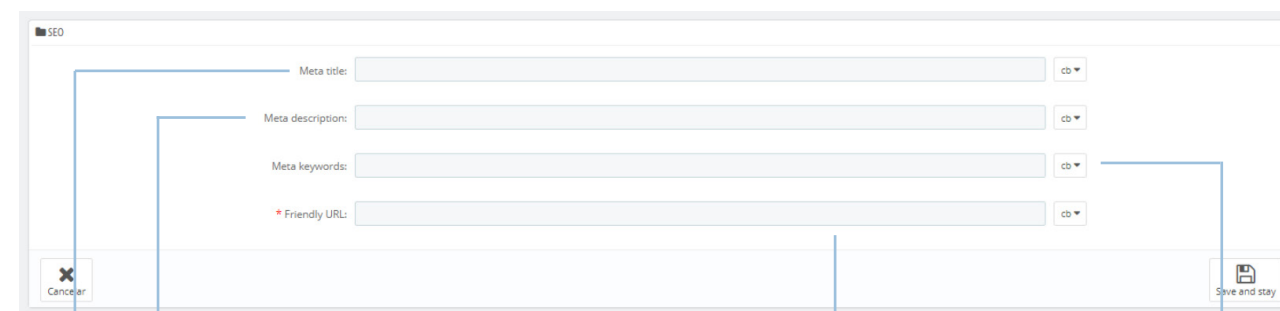 SEO
Meta title: cb
Meta description: cb
Meta keywords: cb
* Friendly URL: cb
Cancelar Save and stay